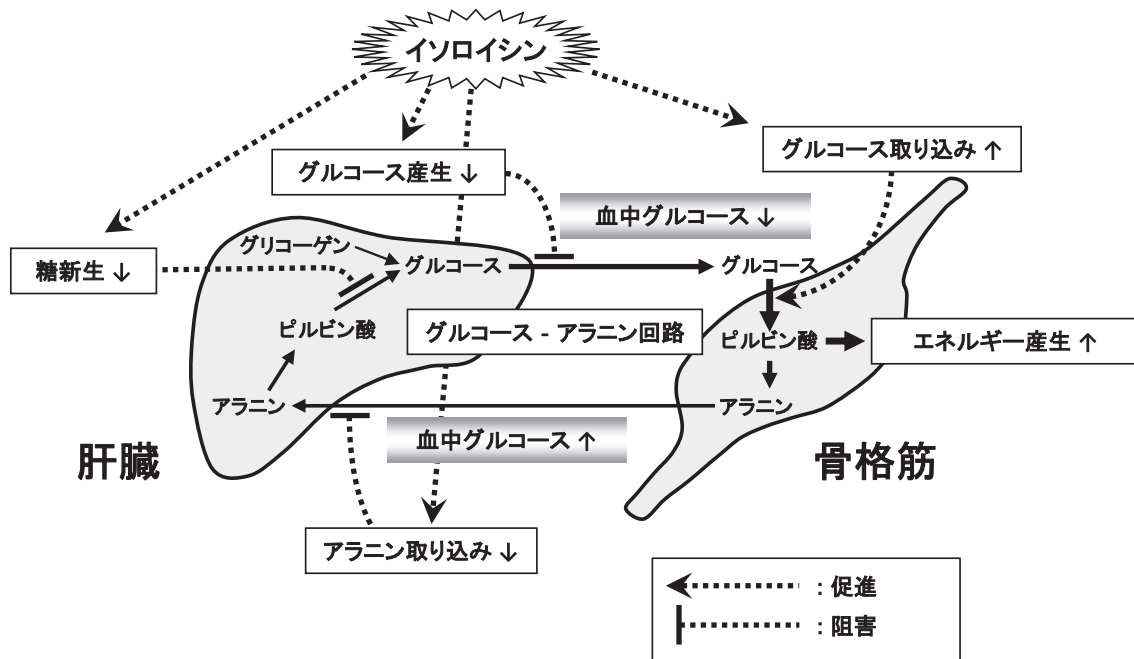 イソロイシン
グルコース取り込み ↑
グルコース産生 ↓
血中グルコース ↓
糖新生 ↓
グリコーゲン
グルコース
グルコース
ピルビン酸
グルコース - アラニン回路
ピルビン酸
エネルギー産生 ↑
アラニン
アラニン
血中グルコース ↑
肝臓
骨格筋
アラニン取り込み ↓
: 促進
: 阻害